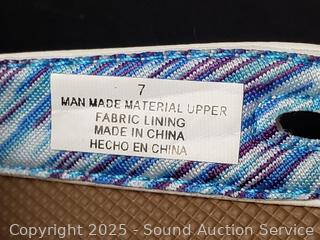 7
MAN MADE MATERIAL UPPER
FABRIC LINING
MADE IN CHINA
HECHO EN CHINA
Copyright 2025 - Sound Auction Service